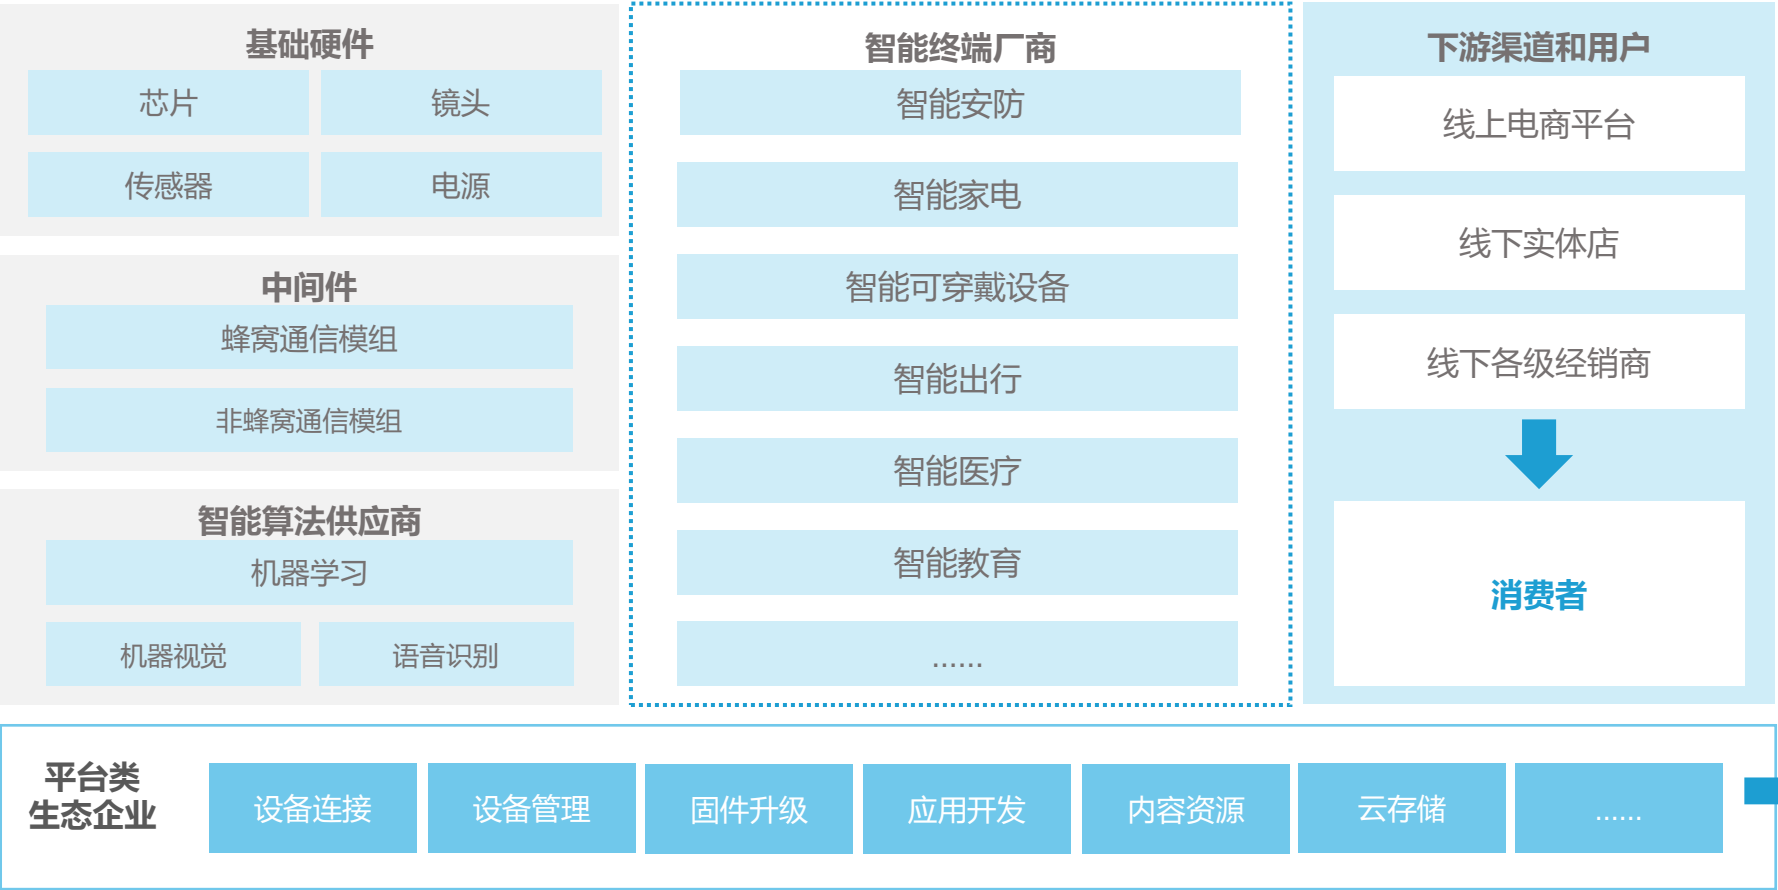 基础硬件
芯片
镜头
传感器
电源
中间件
蜂窝通信模组
非蜂窝通信模组
智能算法供应商
机器学习
机器视觉
语音识别
智能终端厂商
智能安防
智能家电
智能可穿戴设备
智能出行
智能医疗
智能教育
......
下游渠道和用户
线上电商平台
线下实体店
线下各级经销商
消费者
平台类
生态企业
设备连接
设备管理
固件升级
应用开发
内容资源
云存储
......